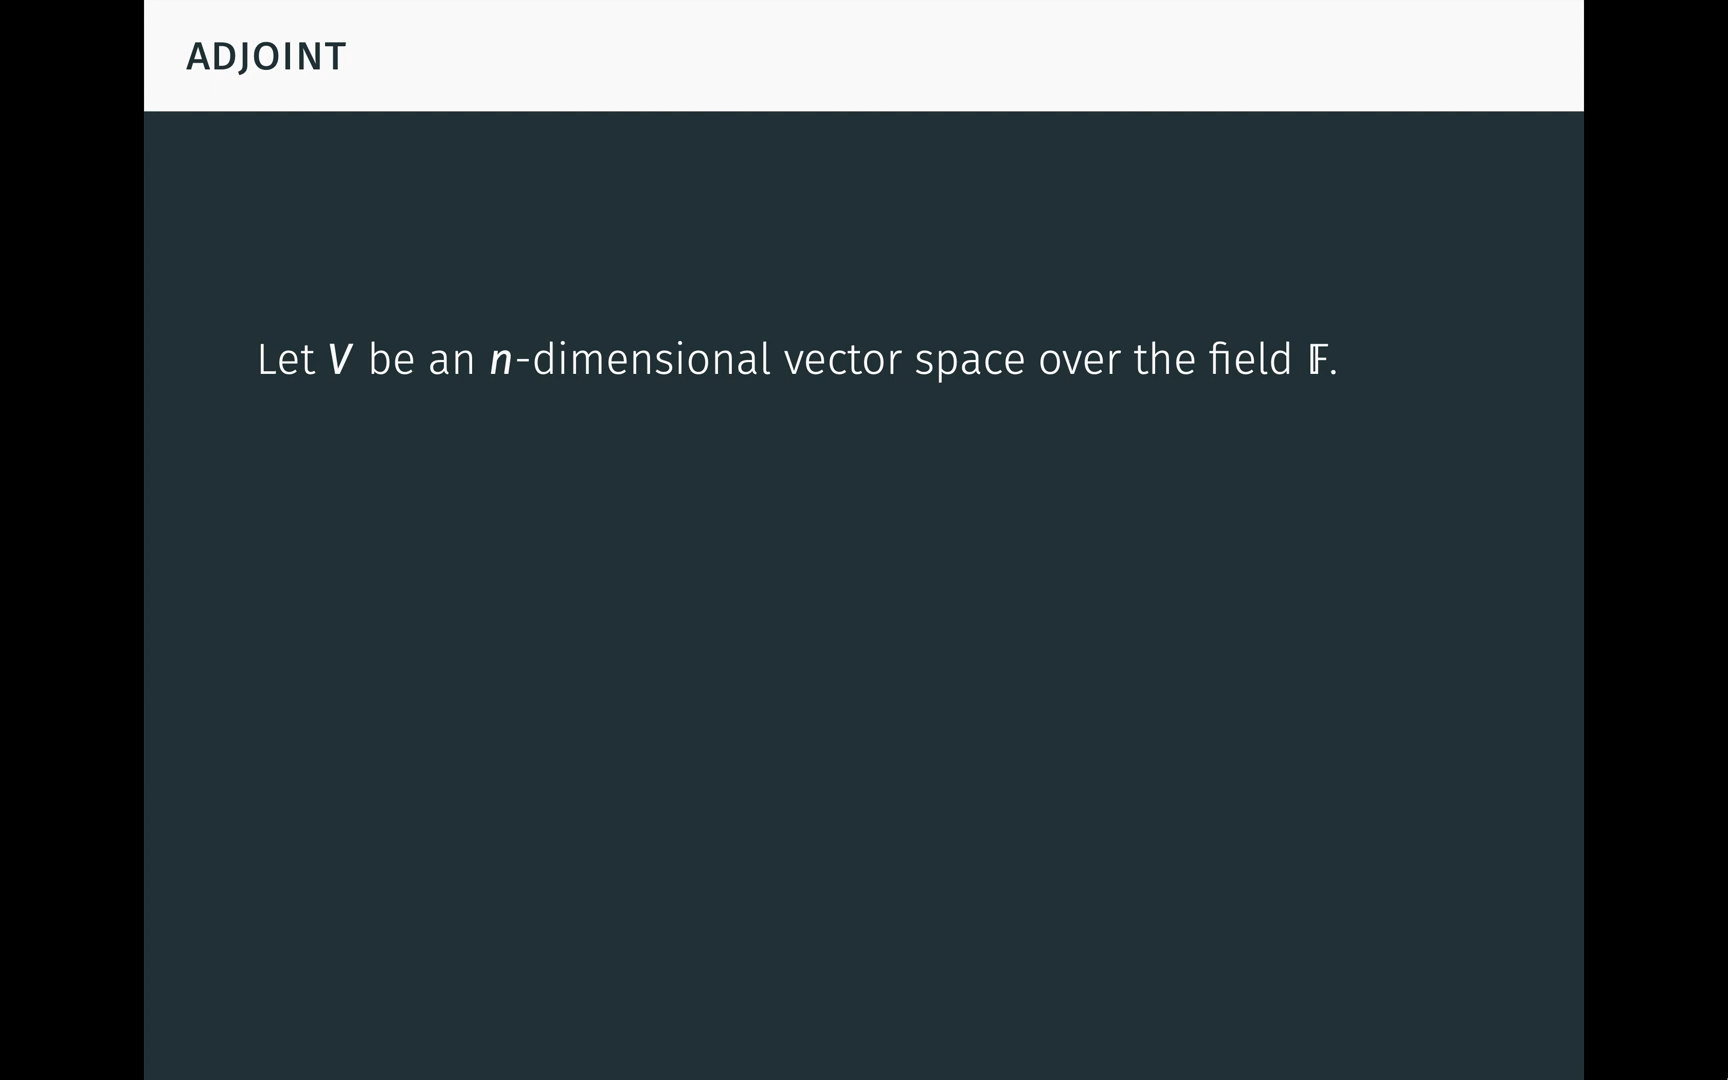 ADJOINT
Let V be an n-dimensional vector space over the field 𝔽.